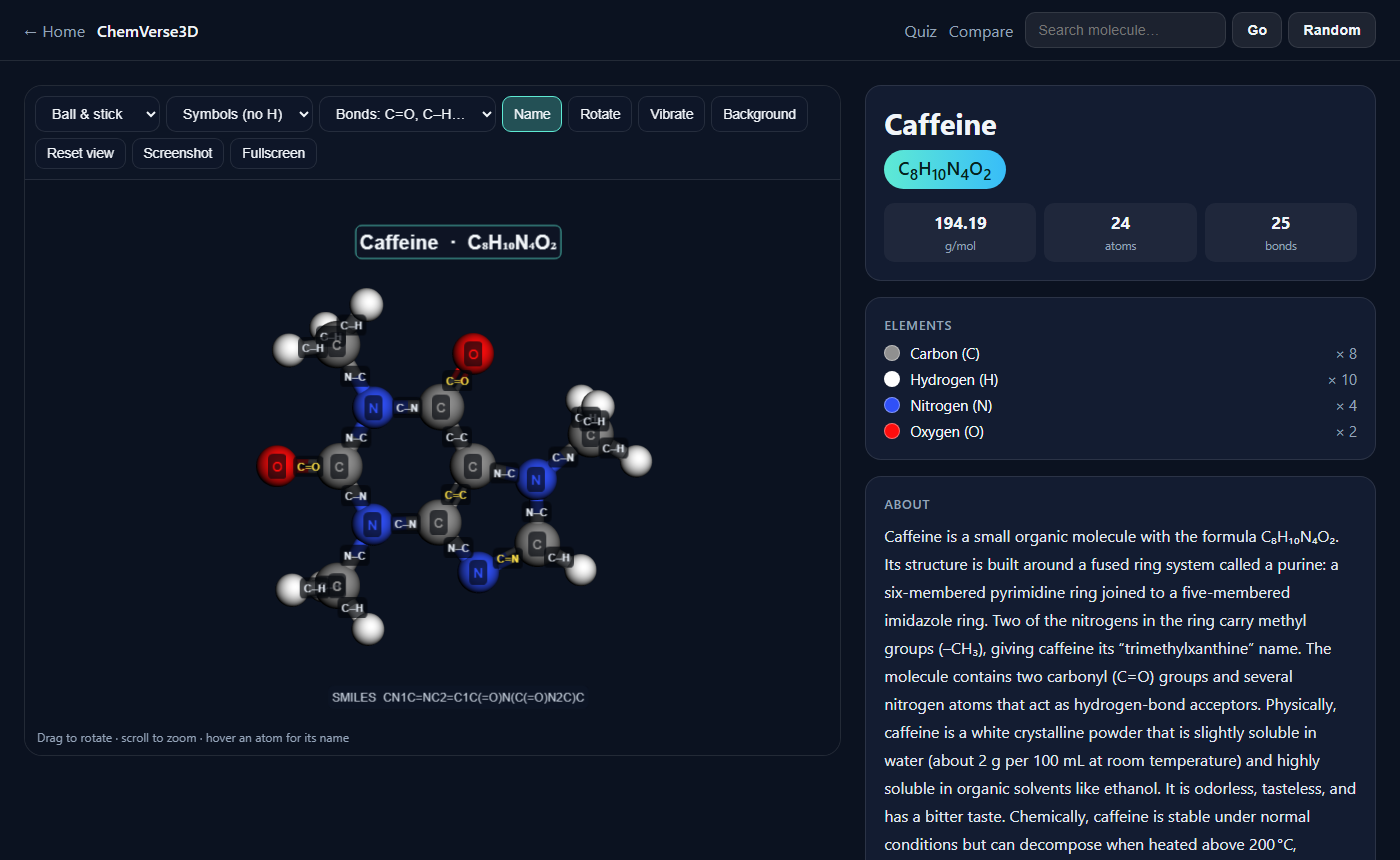 ← Home ChemVerse3D Quiz Compare Search molecule... Go Random
Ball & stick Symbols (no H) Bonds: C=O, C–H... Name Rotate Vibrate Background
Reset view Screenshot Fullscreen
Caffeine · C₈H₁₀N₄O₂
C–H
C–H C
N–C
O
C=O
N C–N C
N–C C–C
O C=O C
C N–C N C–N
C–H
C
C–H
C–N C=C N–C
N C–N C
N–C C=N C C–H
N
N–C
C–H C
C–H
SMILES CN1C=NC2=C1C(=O)N(C(=O)N2C)C
Drag to rotate · scroll to zoom · hover an atom for its name
Caffeine
C₈H₁₀N₄O₂
194.19 24 25
g/mol atoms bonds
ELEMENTS
Carbon (C) × 8
Hydrogen (H) × 10
Nitrogen (N) × 4
Oxygen (O) × 2
ABOUT
Caffeine is a small organic molecule with the formula C₈H₁₀N₄O₂.
Its structure is built around a fused ring system called a purine: a
six-membered pyrimidine ring joined to a five-membered
imidazole ring. Two of the nitrogens in the ring carry methyl
groups (–CH₃), giving caffeine its “trimethylxanthine” name. The
molecule contains two carbonyl (C=O) groups and several
nitrogen atoms that act as hydrogen-bond acceptors. Physically,
caffeine is a white crystalline powder that is slightly soluble in
water (about 2 g per 100 mL at room temperature) and highly
soluble in organic solvents like ethanol. It is odorless, tasteless, and
has a bitter taste. Chemically, caffeine is stable under normal
conditions but can decompose when heated above 200 °C,